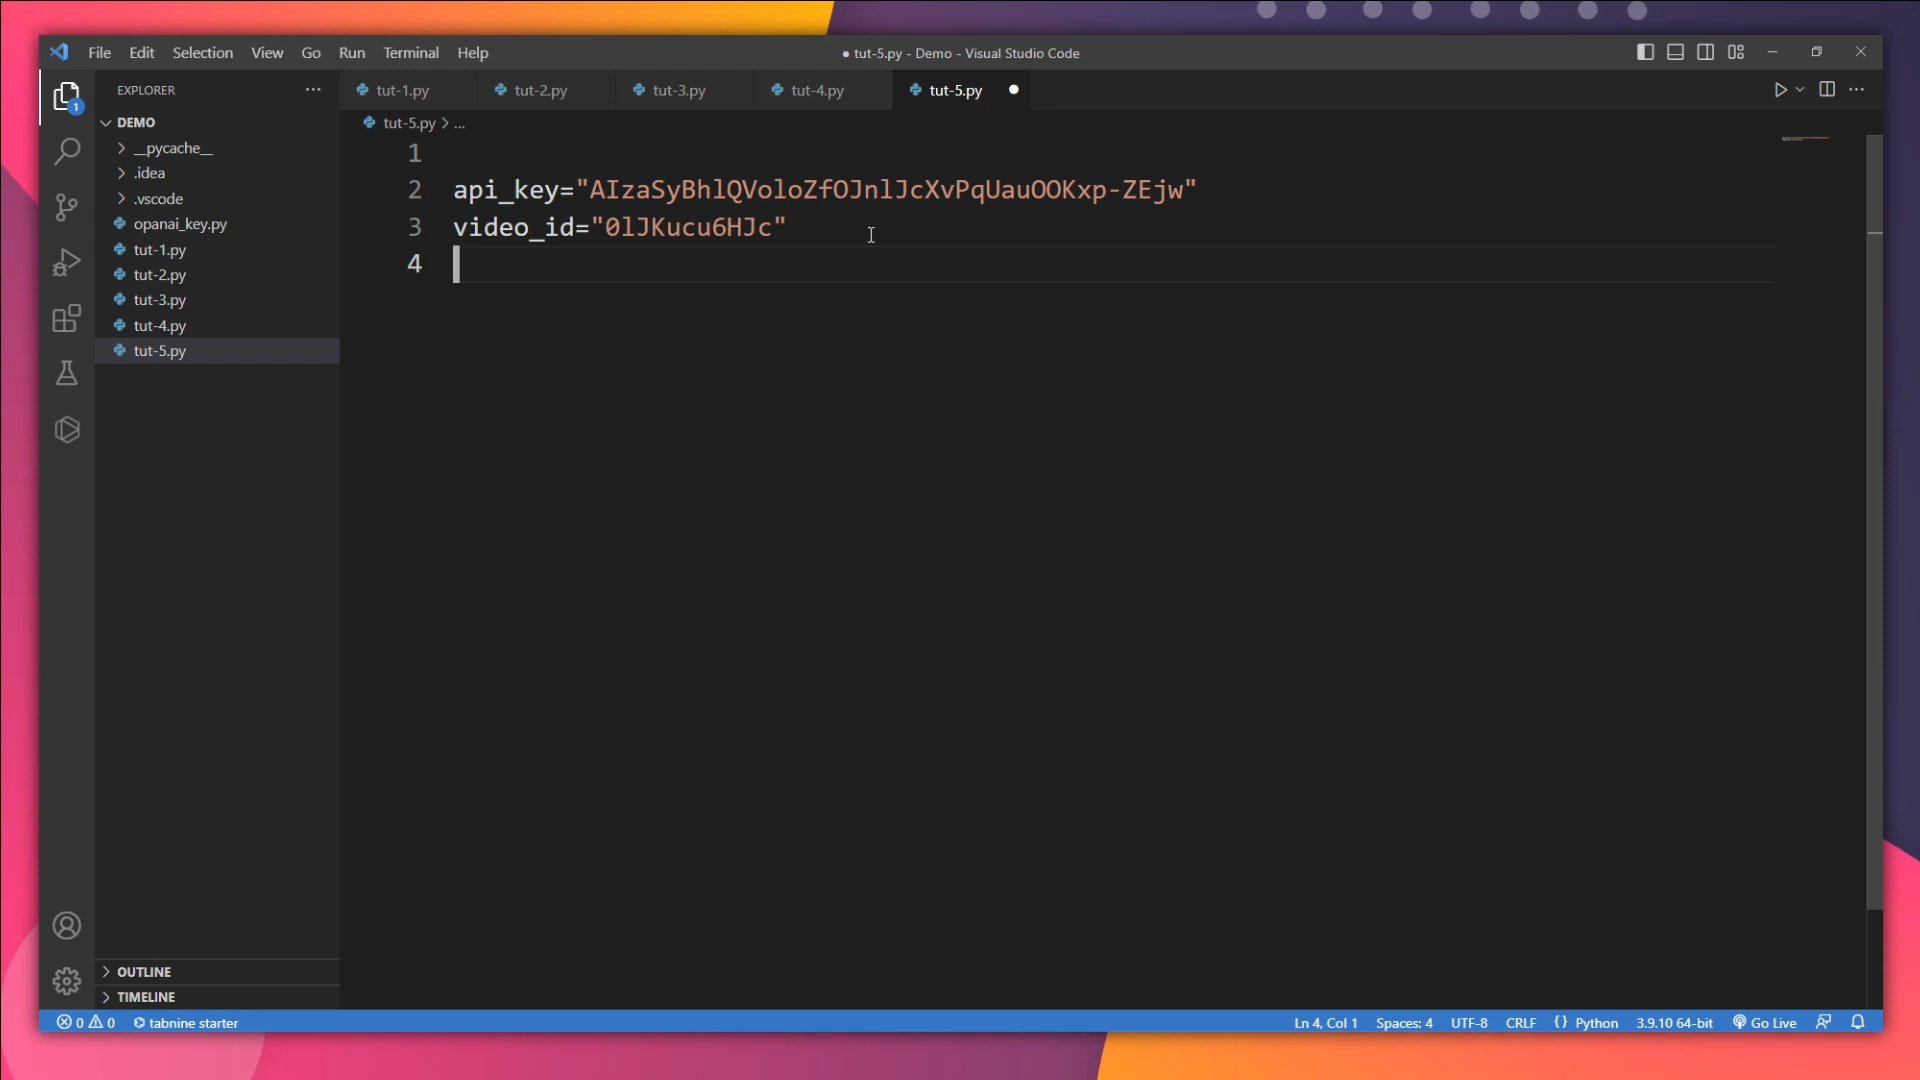 File Edit Selection View Go Run Terminal Help
● tut-5.py - Demo - Visual Studio Code
EXPLORER
1
DEMO
__pycache__
.idea
.vscode
opanai_key.py
tut-1.py
tut-2.py
tut-3.py
tut-4.py
tut-5.py
OUTLINE
TIMELINE
tut-1.py tut-2.py tut-3.py tut-4.py tut-5.py
tut-5.py > ...
1
2 api_key="AIzaSyBhlQVoloZfOJnlJcXvPqUauOOKxp-ZEjw"
3 video_id="0lJKucu6HJc"
4
0 0 tabnine starter
Ln 4, Col 1 Spaces: 4 UTF-8 CRLF {} Python 3.9.10 64-bit Go Live